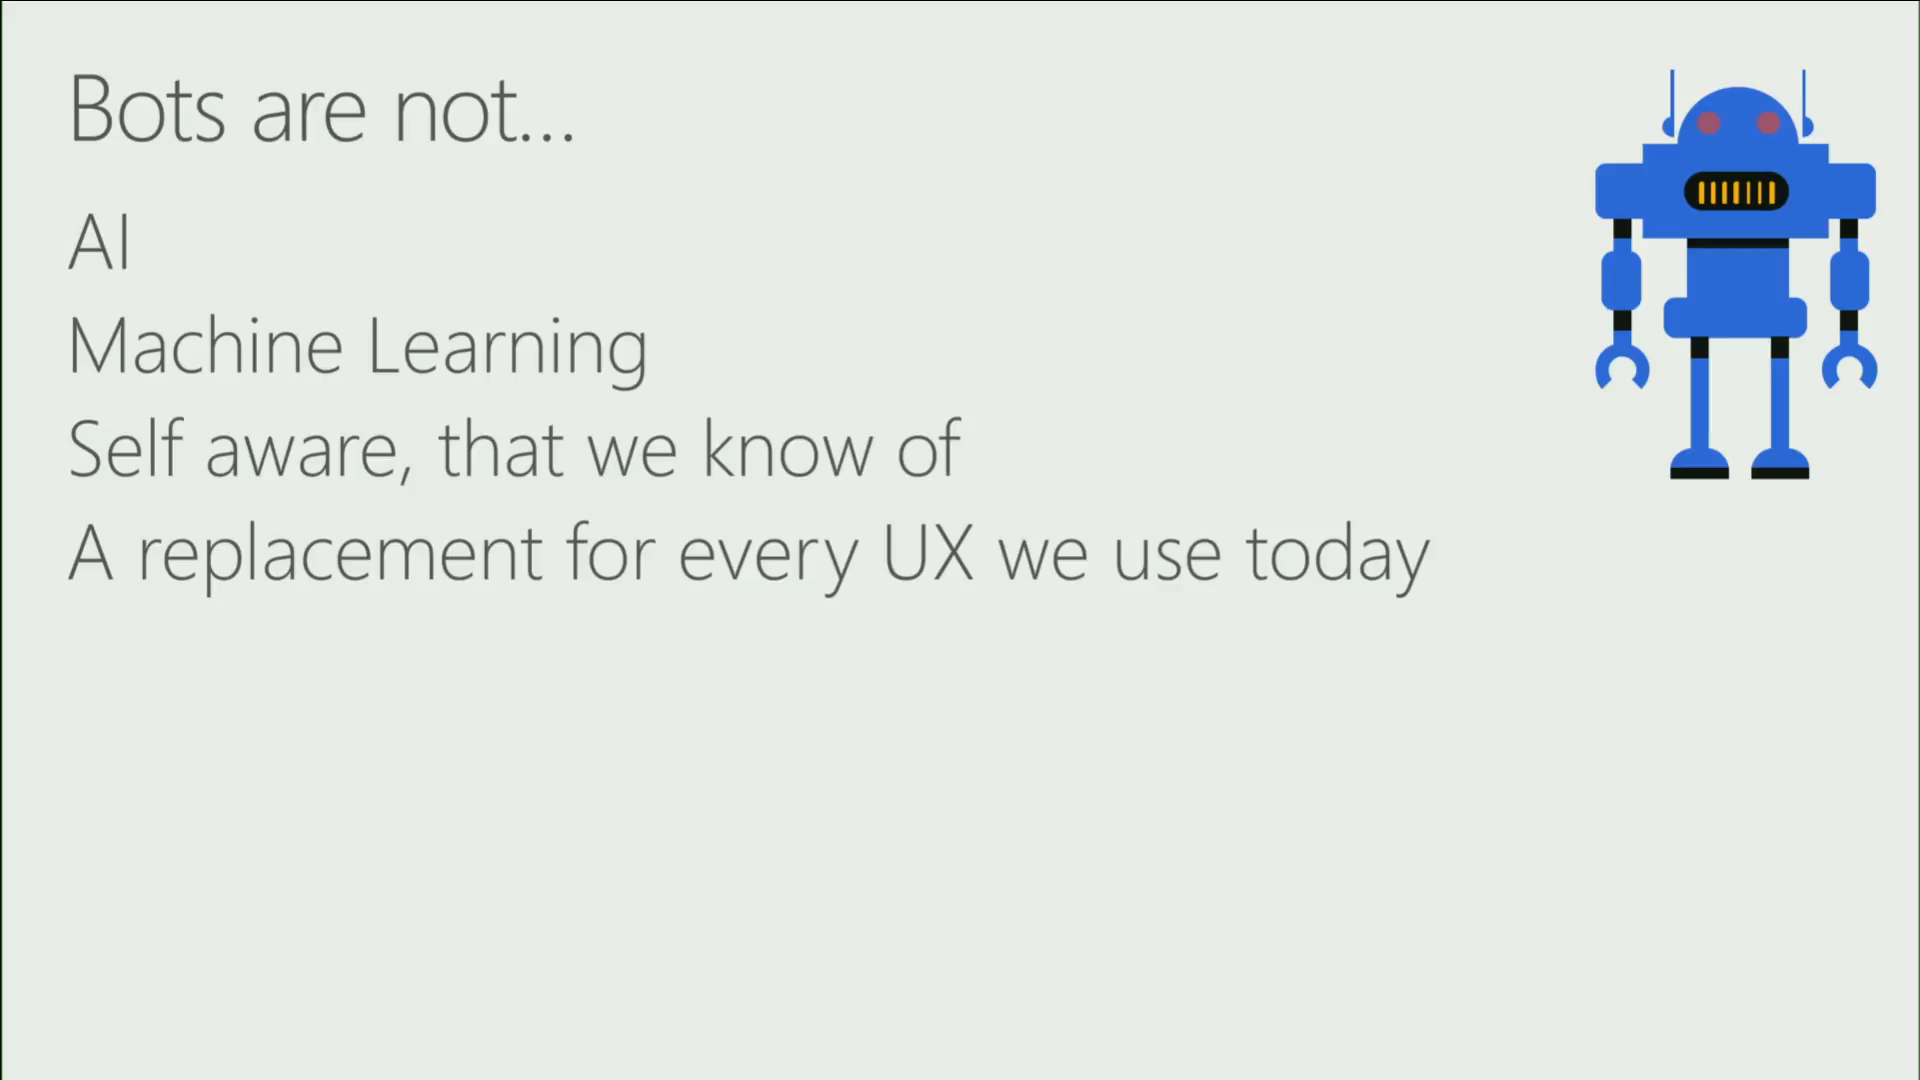 Bots are not...
AI
Machine Learning
Self aware, that we know of
A replacement for every UX we use today